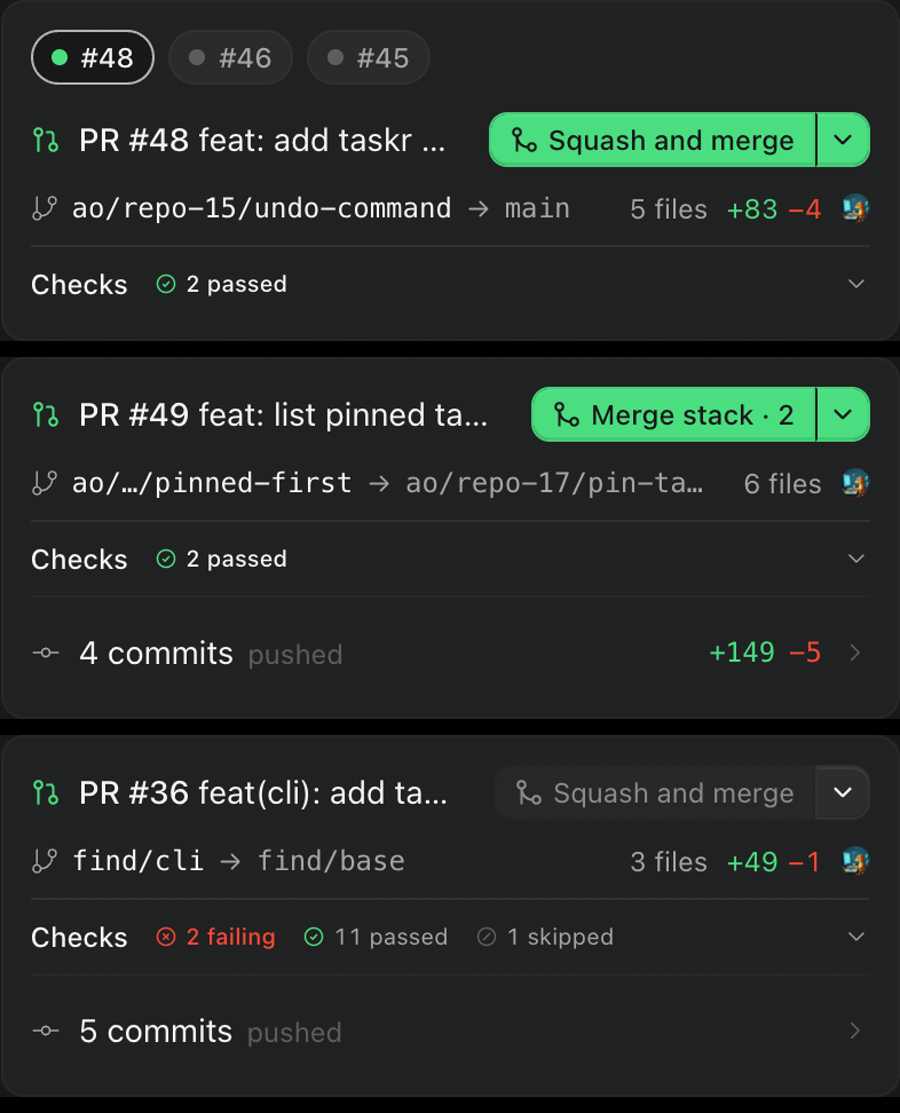 #48 #46 #45
PR #48 feat: add taskr ... Squash and merge
ao/repo-15/undo-command → main 5 files +83 −4
Checks 2 passed
PR #49 feat: list pinned ta... Merge stack · 2
ao/…/pinned-first → ao/repo-17/pin-ta… 6 files
Checks 2 passed
4 commits pushed +149 −5
PR #36 feat(cli): add ta... Squash and merge
find/cli → find/base 3 files +49 −1
Checks 2 failing 11 passed 1 skipped
5 commits pushed